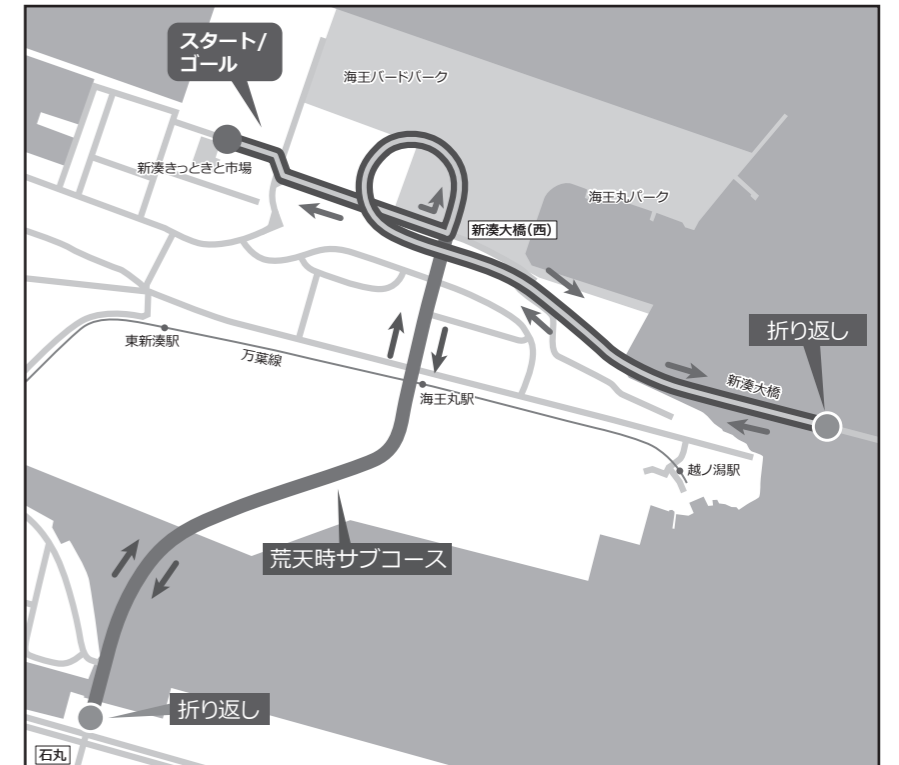 スタート/
ゴール
海王バードパーク
新湊きっときと市場
海王丸パーク
新湊大橋(西)
折り返し
東新湊駅
万葉線
新湊大橋
海王丸駅
越ノ潟駅
荒天時サブコース
折り返し
石丸